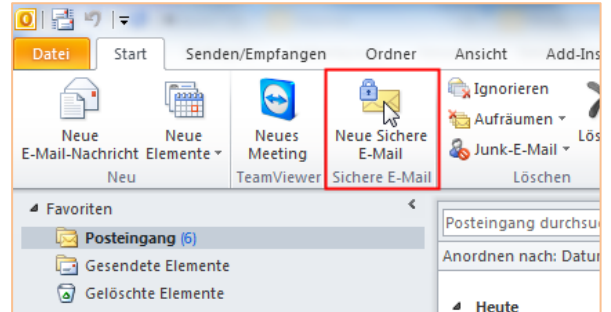 Datei Start Senden/Empfangen Ordner Ansicht Add-Ins
Neue
E-Mail-Nachricht
Neue
Elemente
Neu
Neues
Meeting
TeamViewer
Neue Sichere
E-Mail
Sichere E-Mail
Ignorieren
Aufräumen
Junk-E-Mail
Löschen
Favoriten
Posteingang (6)
Gesendete Elemente
Gelöschte Elemente
Posteingang
Anordnen nach:
Heute